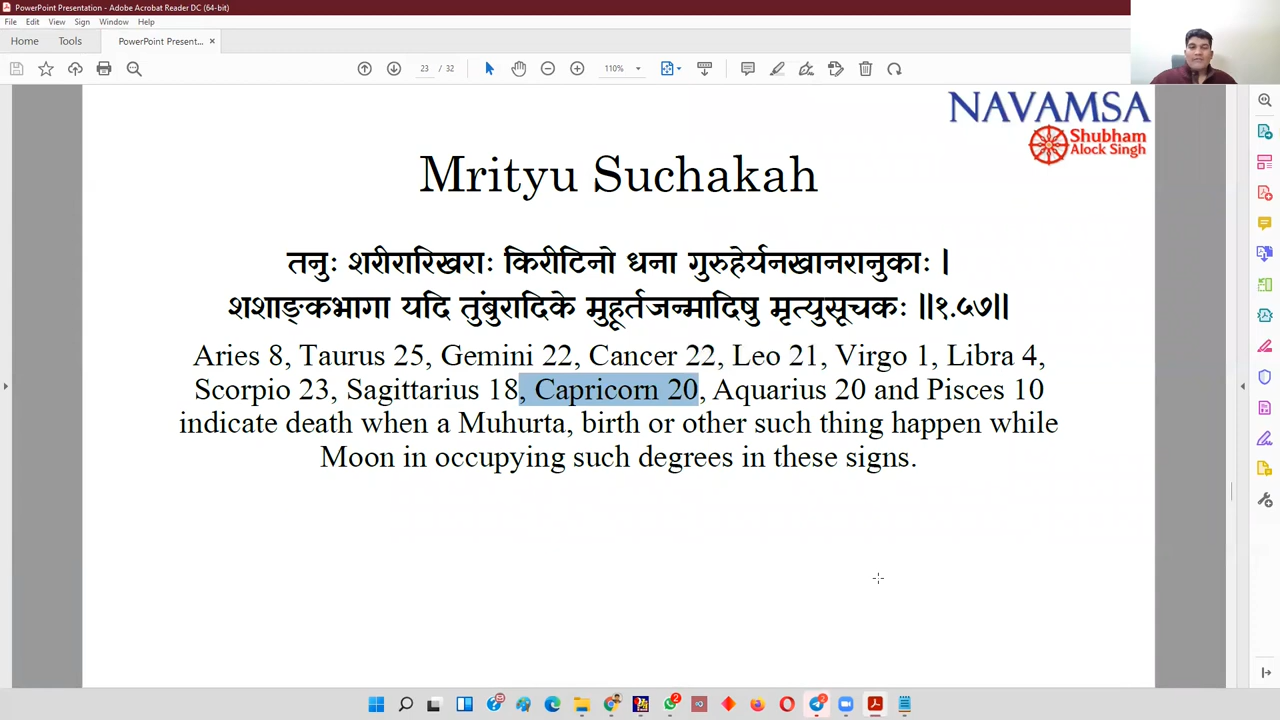 PowerPoint Presentation - Adobe Acrobat Reader DC (64-bit)
File Edit View Sign Window Help
Home Tools PowerPoint Present... ×
23 / 32 110%
NAVAMSA
Shubham
Alock Singh
Mrityu Suchakah
तनुः शरीरारिखराः किरीटिनो धना गुरुहेर्यनखानरानुकाः ।
शशाङ्कभागा यदि तुंबुरादिके मुहूर्तजन्मादिषु मृत्युसूचकः ॥१.५७॥
Aries 8, Taurus 25, Gemini 22, Cancer 22, Leo 21, Virgo 1, Libra 4,
Scorpio 23, Sagittarius 18, Capricorn 20, Aquarius 20 and Pisces 10
indicate death when a Muhurta, birth or other such thing happen while
Moon in occupying such degrees in these signs.